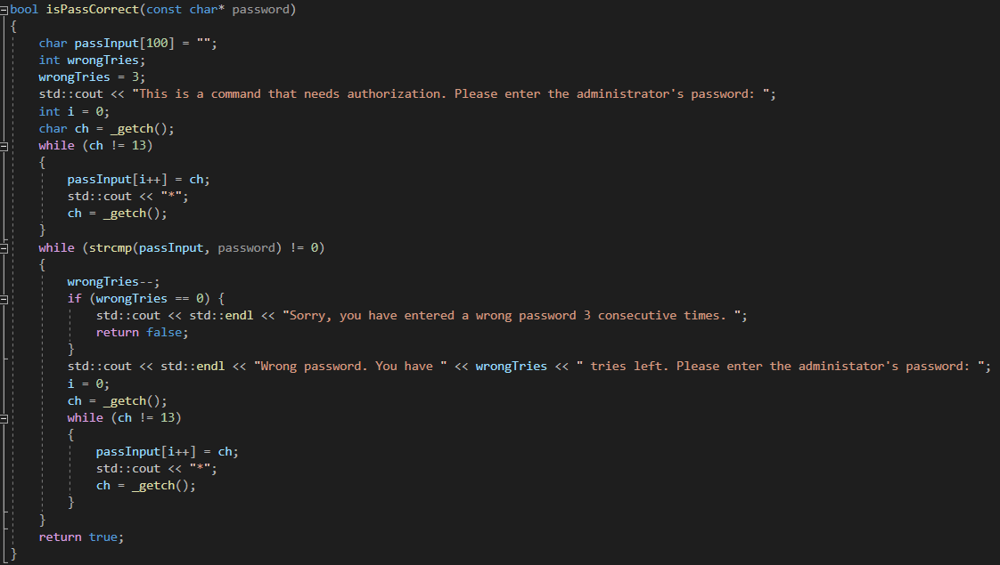 bool isPassCorrect(const char* password)
{
char passInput[100] = "";
int wrongTries;
wrongTries = 3;
std::cout << "This is a command that needs authorization. Please enter the administrator's password: ";
int i = 0;
char ch = _getch();
while (ch != 13)
{
passInput[i++] = ch;
std::cout << "*";
ch = _getch();
}
while (strcmp(passInput, password) != 0)
{
wrongTries--;
if (wrongTries == 0) {
std::cout << std::endl << "Sorry, you have entered a wrong password 3 consecutive times. ";
return false;
}
std::cout << std::endl << "Wrong password. You have " << wrongTries << " tries left. Please enter the administator's password: ";
i = 0;
ch = _getch();
while (ch != 13)
{
passInput[i++] = ch;
std::cout << "*";
ch = _getch();
}
}
return true;
}